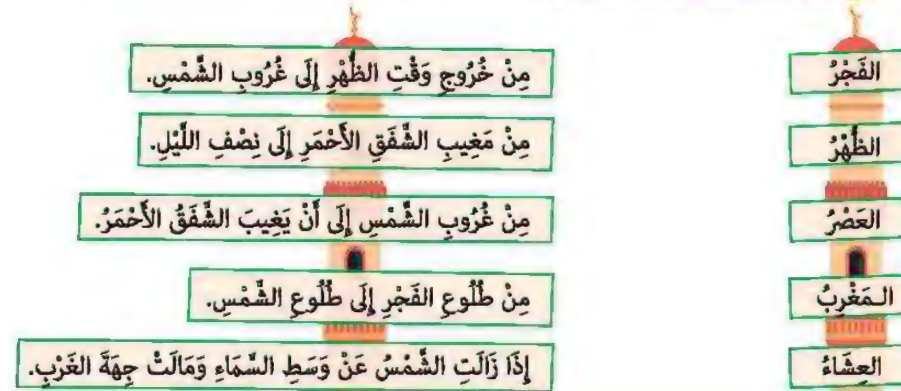 الفَجْرُ
مِنْ خُرُوجِ وَقْتِ الظُّهْرِ إِلَى غُرُوبِ الشَّمْسِ.
الظُّهْرُ
مِنْ مَغِيبِ الشَّفَقِ الأَحْمَرِ إِلَى نِصْفِ اللَّيْلِ.
العَصْرُ
مِنْ غُرُوبِ الشَّمْسِ إِلَى أَنْ يَغِيبَ الشَّفَقُ الأَحْمَرُ.
الـمَغْرِبُ
مِنْ طُلُوعِ الفَجْرِ إِلَى طُلُوعِ الشَّمْسِ.
العِشَاءُ
إِذَا زَالَتِ الشَّمْسُ عَنْ وَسَطِ السَّمَاءِ وَمَالَتْ جِهَةَ الغَرْبِ.